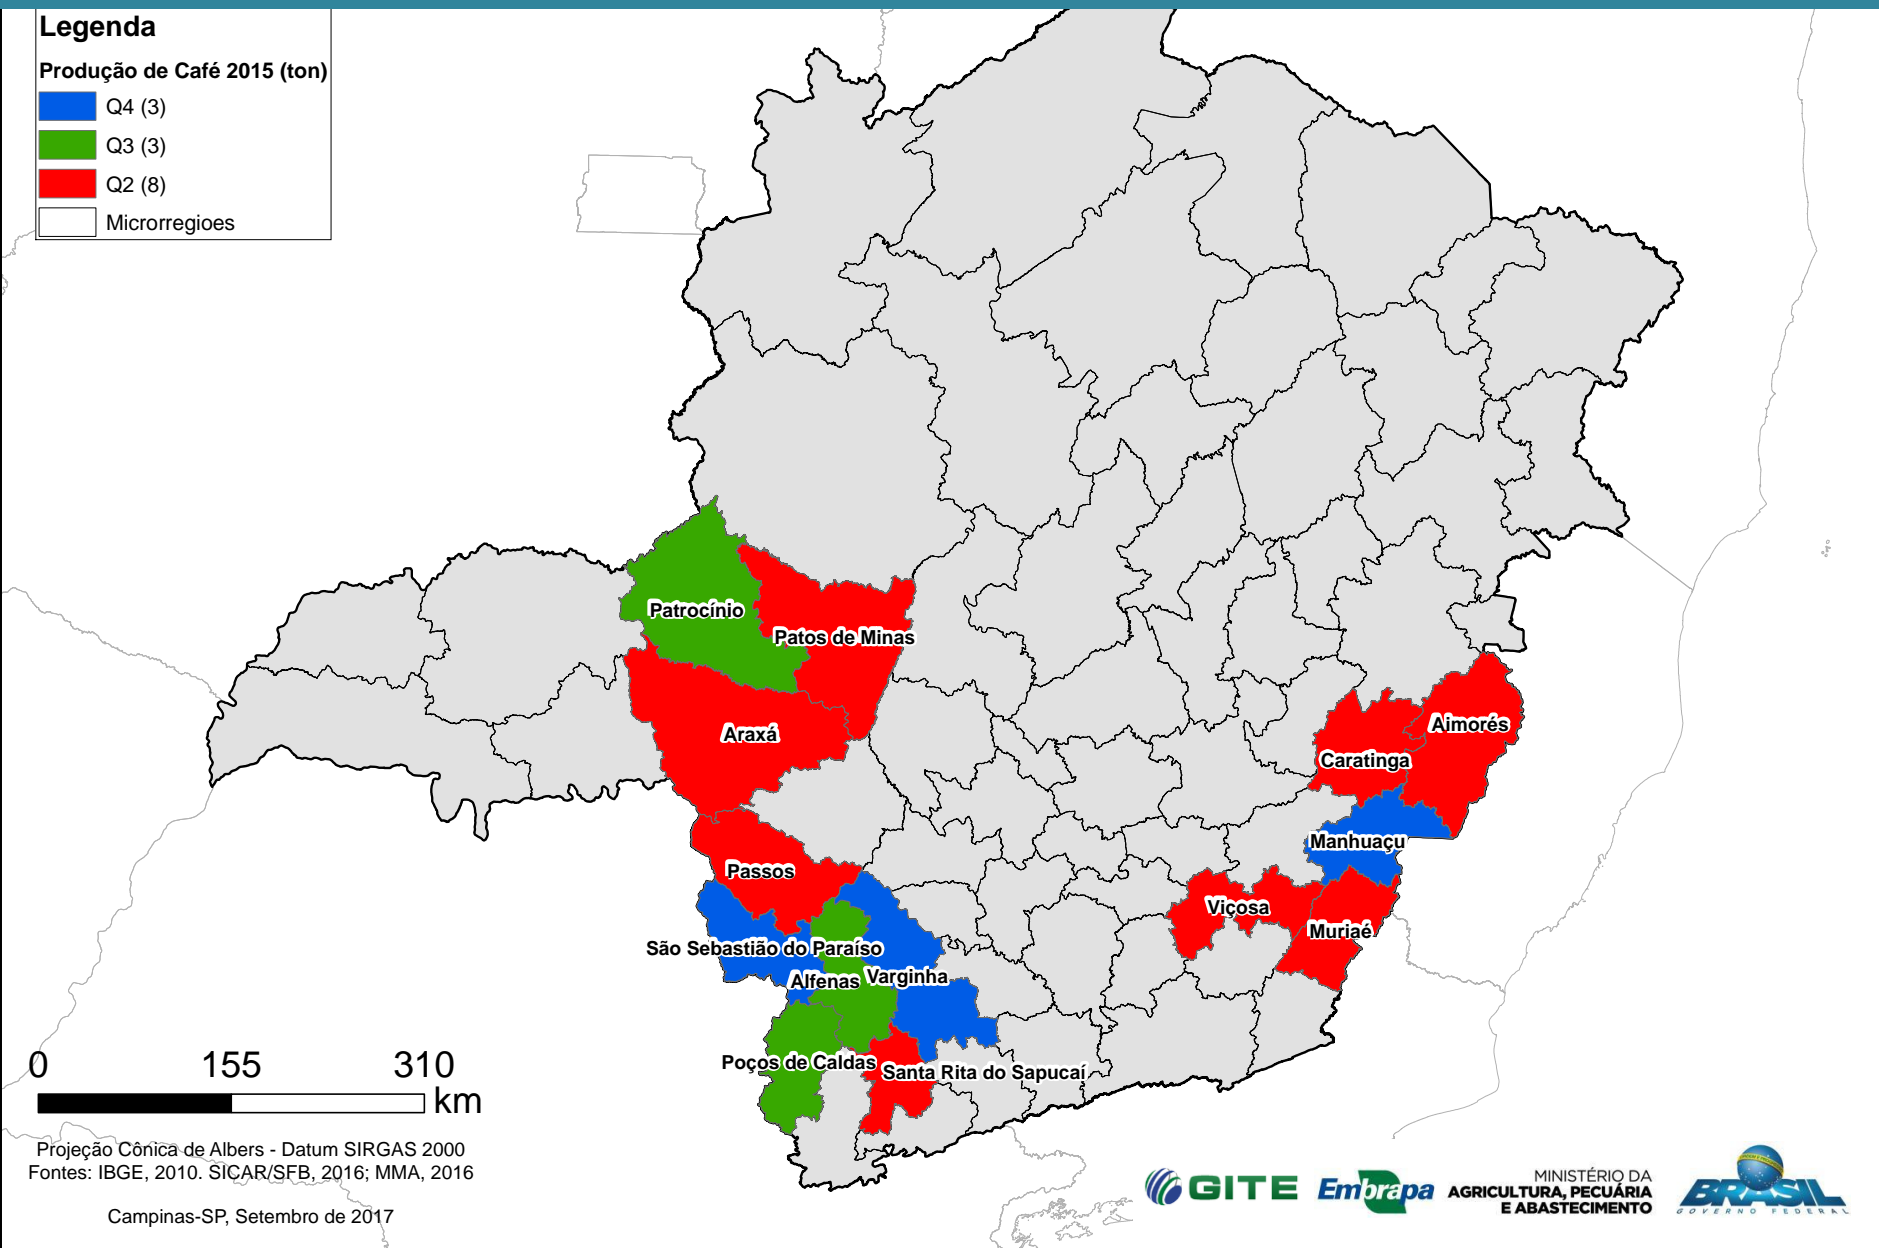 Legenda
Produção de Café 2015 (ton)
Q4 (3)
Q3 (3)
Q2 (8)
Microrregioes
Patrocínio
Patos de Minas
Araxá
Aimorés
Caratinga
Manhuaçu
Passos
Viçosa
Muriaé
São Sebastião do Paraíso
Alfenas
Varginha
Poços de Caldas
Santa Rita do Sapucaí
0 155 310
km
Projeção Cônica de Albers - Datum SIRGAS 2000
Fontes: IBGE, 2010. SICAR/SFB, 2016; MMA, 2016
Campinas-SP, Setembro de 2017
GITE
Embrapa
MINISTÉRIO DA
AGRICULTURA, PECUÁRIA
E ABASTECIMENTO
BRASIL
GOVERNO FEDERAL